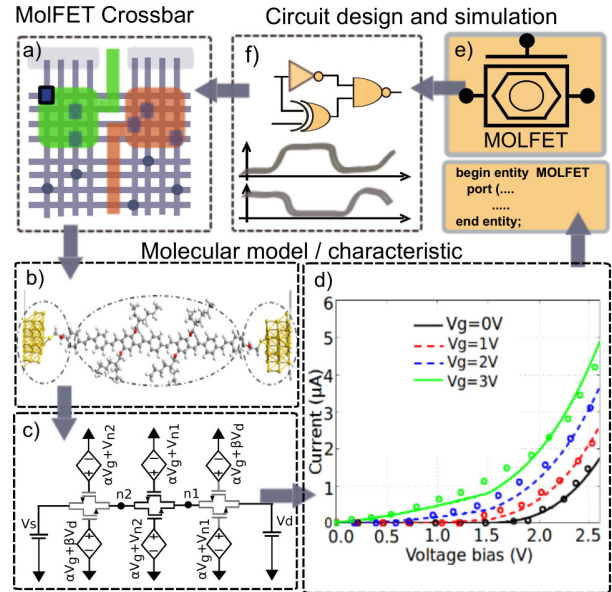 MolFET Crossbar
Circuit design and simulation
a)
f)
e)
MOLFET
begin entity MOLFET
port (....
.....
end entity;
Molecular model / characteristic
b)
d)
6
5
4
3
2
1
0
Current (µA)
Vg=0V
Vg=1V
Vg=2V
Vg=3V
0.0 0.5 1.0 1.5 2.0 2.5
Voltage bias (V)
c)
αVg+Vn2
αVg+Vn1
αVg+βVd
n2
n1
Vs
Vd
αVg+βVd
αVg+Vn2
αVg+Vn1